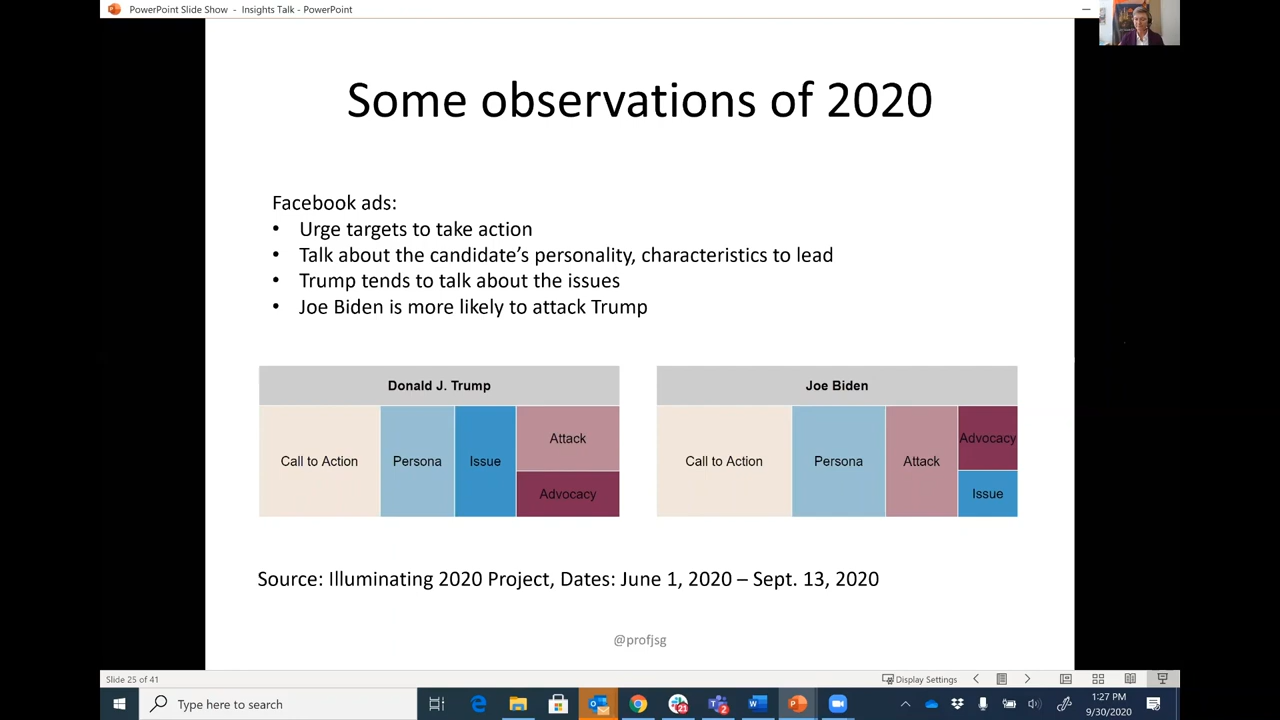 PowerPoint Slide Show - Insights Talk - PowerPoint
Some observations of 2020
Facebook ads:
• Urge targets to take action
• Talk about the candidate’s personality, characteristics to lead
• Trump tends to talk about the issues
• Joe Biden is more likely to attack Trump
Donald J. Trump
Call to Action
Persona
Issue
Attack
Advocacy
Joe Biden
Call to Action
Persona
Attack
Advocacy
Issue
Source: Illuminating 2020 Project, Dates: June 1, 2020 – Sept. 13, 2020
@profjsg
Slide 25 of 41
Display Settings
Type here to search
1:27 PM
9/30/2020